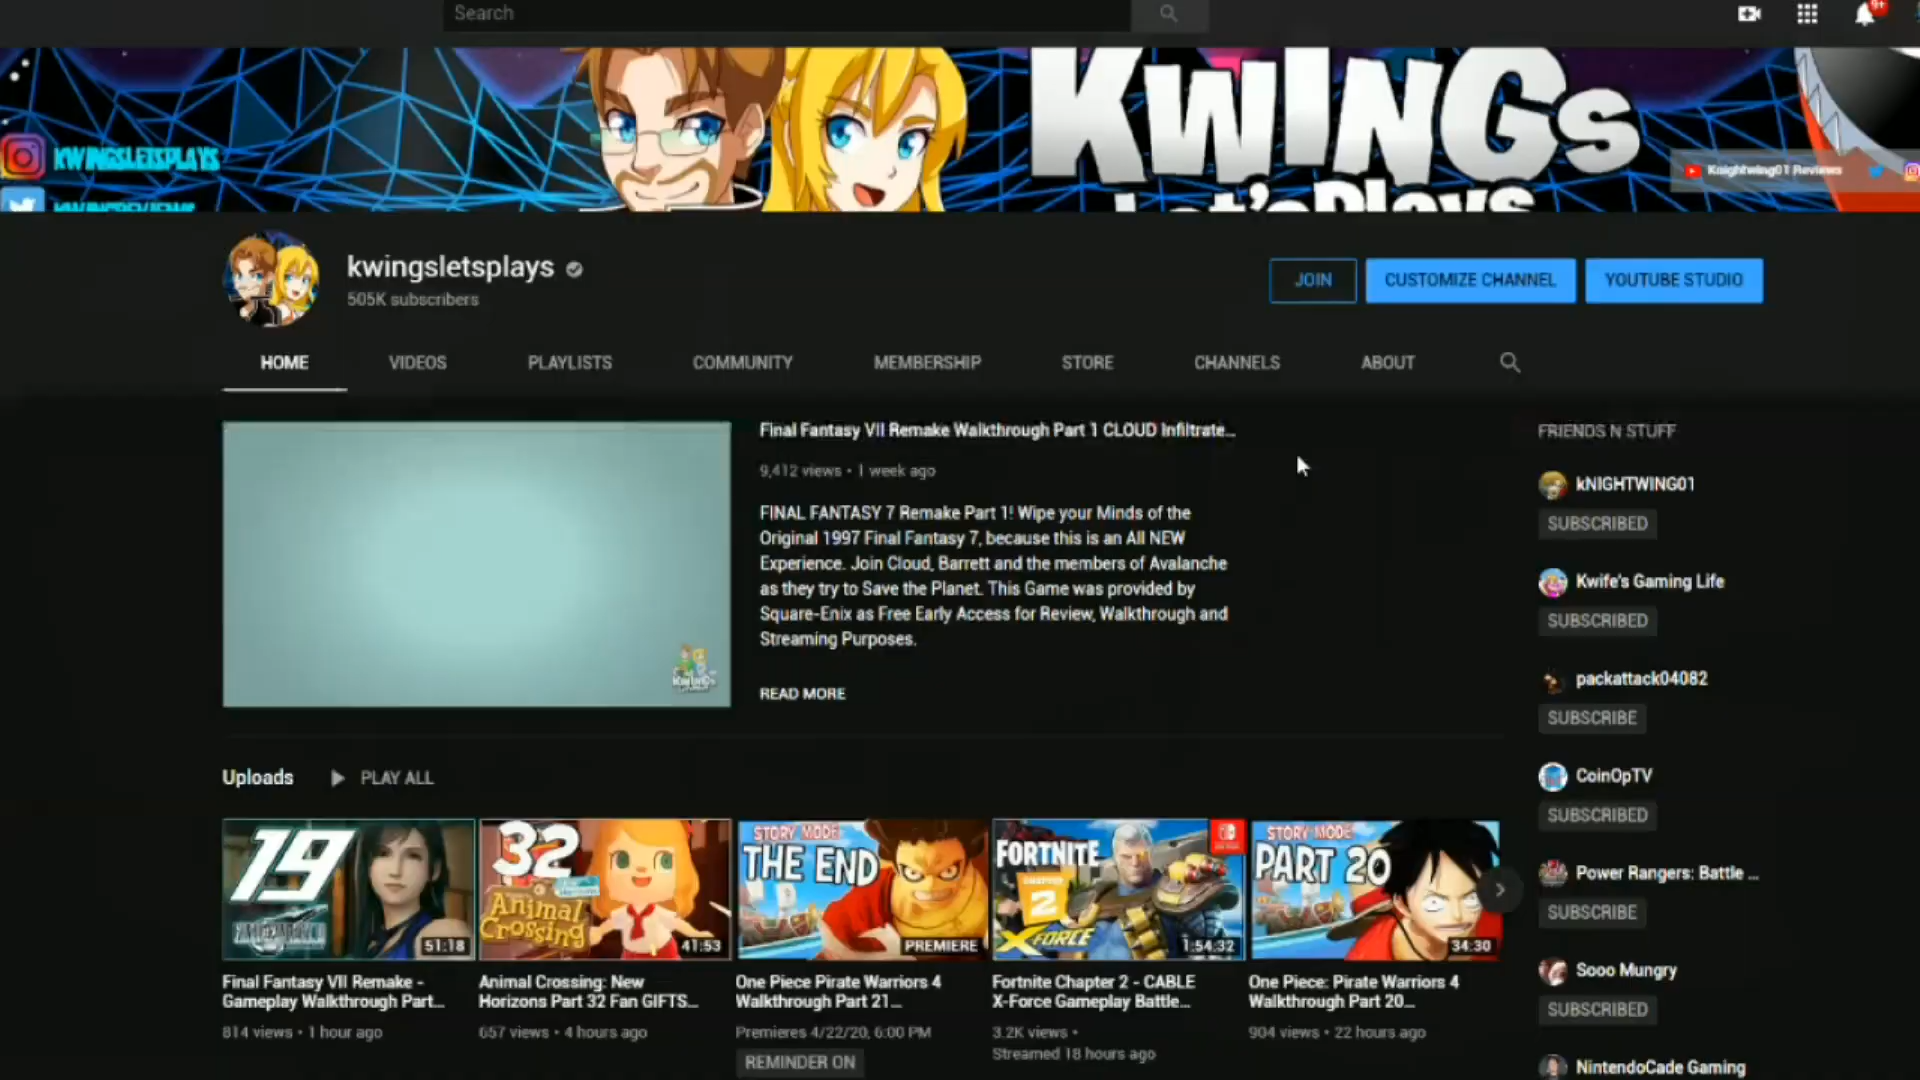 Search
9+
KWINGs
Let'sPlays
KWINGSLETSPLAYS
KWINGREVIEWS
Knightwing01 Reviews
kwingsletsplays
505K subscribers
JOIN
CUSTOMIZE CHANNEL
YOUTUBE STUDIO
HOME
VIDEOS
PLAYLISTS
COMMUNITY
MEMBERSHIP
STORE
CHANNELS
ABOUT
Final Fantasy VII Remake Walkthrough Part 1 CLOUD Infiltrate...
9,412 views • 1 week ago
FINAL FANTASY 7 Remake Part 1! Wipe your Minds of the
Original 1997 Final Fantasy 7, because this is an All NEW
Experience. Join Cloud, Barrett and the members of Avalanche
as they try to Save the Planet. This Game was provided by
Square-Enix as Free Early Access for Review, Walkthrough and
Streaming Purposes.
READ MORE
FRIENDS N STUFF
kNIGHTWING01
SUBSCRIBED
Kwife's Gaming Life
SUBSCRIBED
packattack04082
SUBSCRIBE
CoinOpTV
SUBSCRIBED
Power Rangers: Battle ...
SUBSCRIBE
Sooo Mungry
SUBSCRIBED
NintendoCade Gaming
Uploads
PLAY ALL
19
51:18
Final Fantasy VII Remake -
Gameplay Walkthrough Part...
814 views • 1 hour ago
32
Animal
Crossing
41:53
Animal Crossing: New
Horizons Part 32 Fan GIFTS...
657 views • 4 hours ago
STORY MODE
THE END
PREMIERE
One Piece Pirate Warriors 4
Walkthrough Part 21...
Premieres 4/22/20, 6:00 PM
REMINDER ON
FORTNITE
CHAPTER
2
X FORCE
1:54:32
Fortnite Chapter 2 - CABLE
X-Force Gameplay Battle...
3.2K views •
Streamed 18 hours ago
STORY MODE
PART 20
34:30
One Piece: Pirate Warriors 4
Walkthrough Part 20...
904 views • 22 hours ago